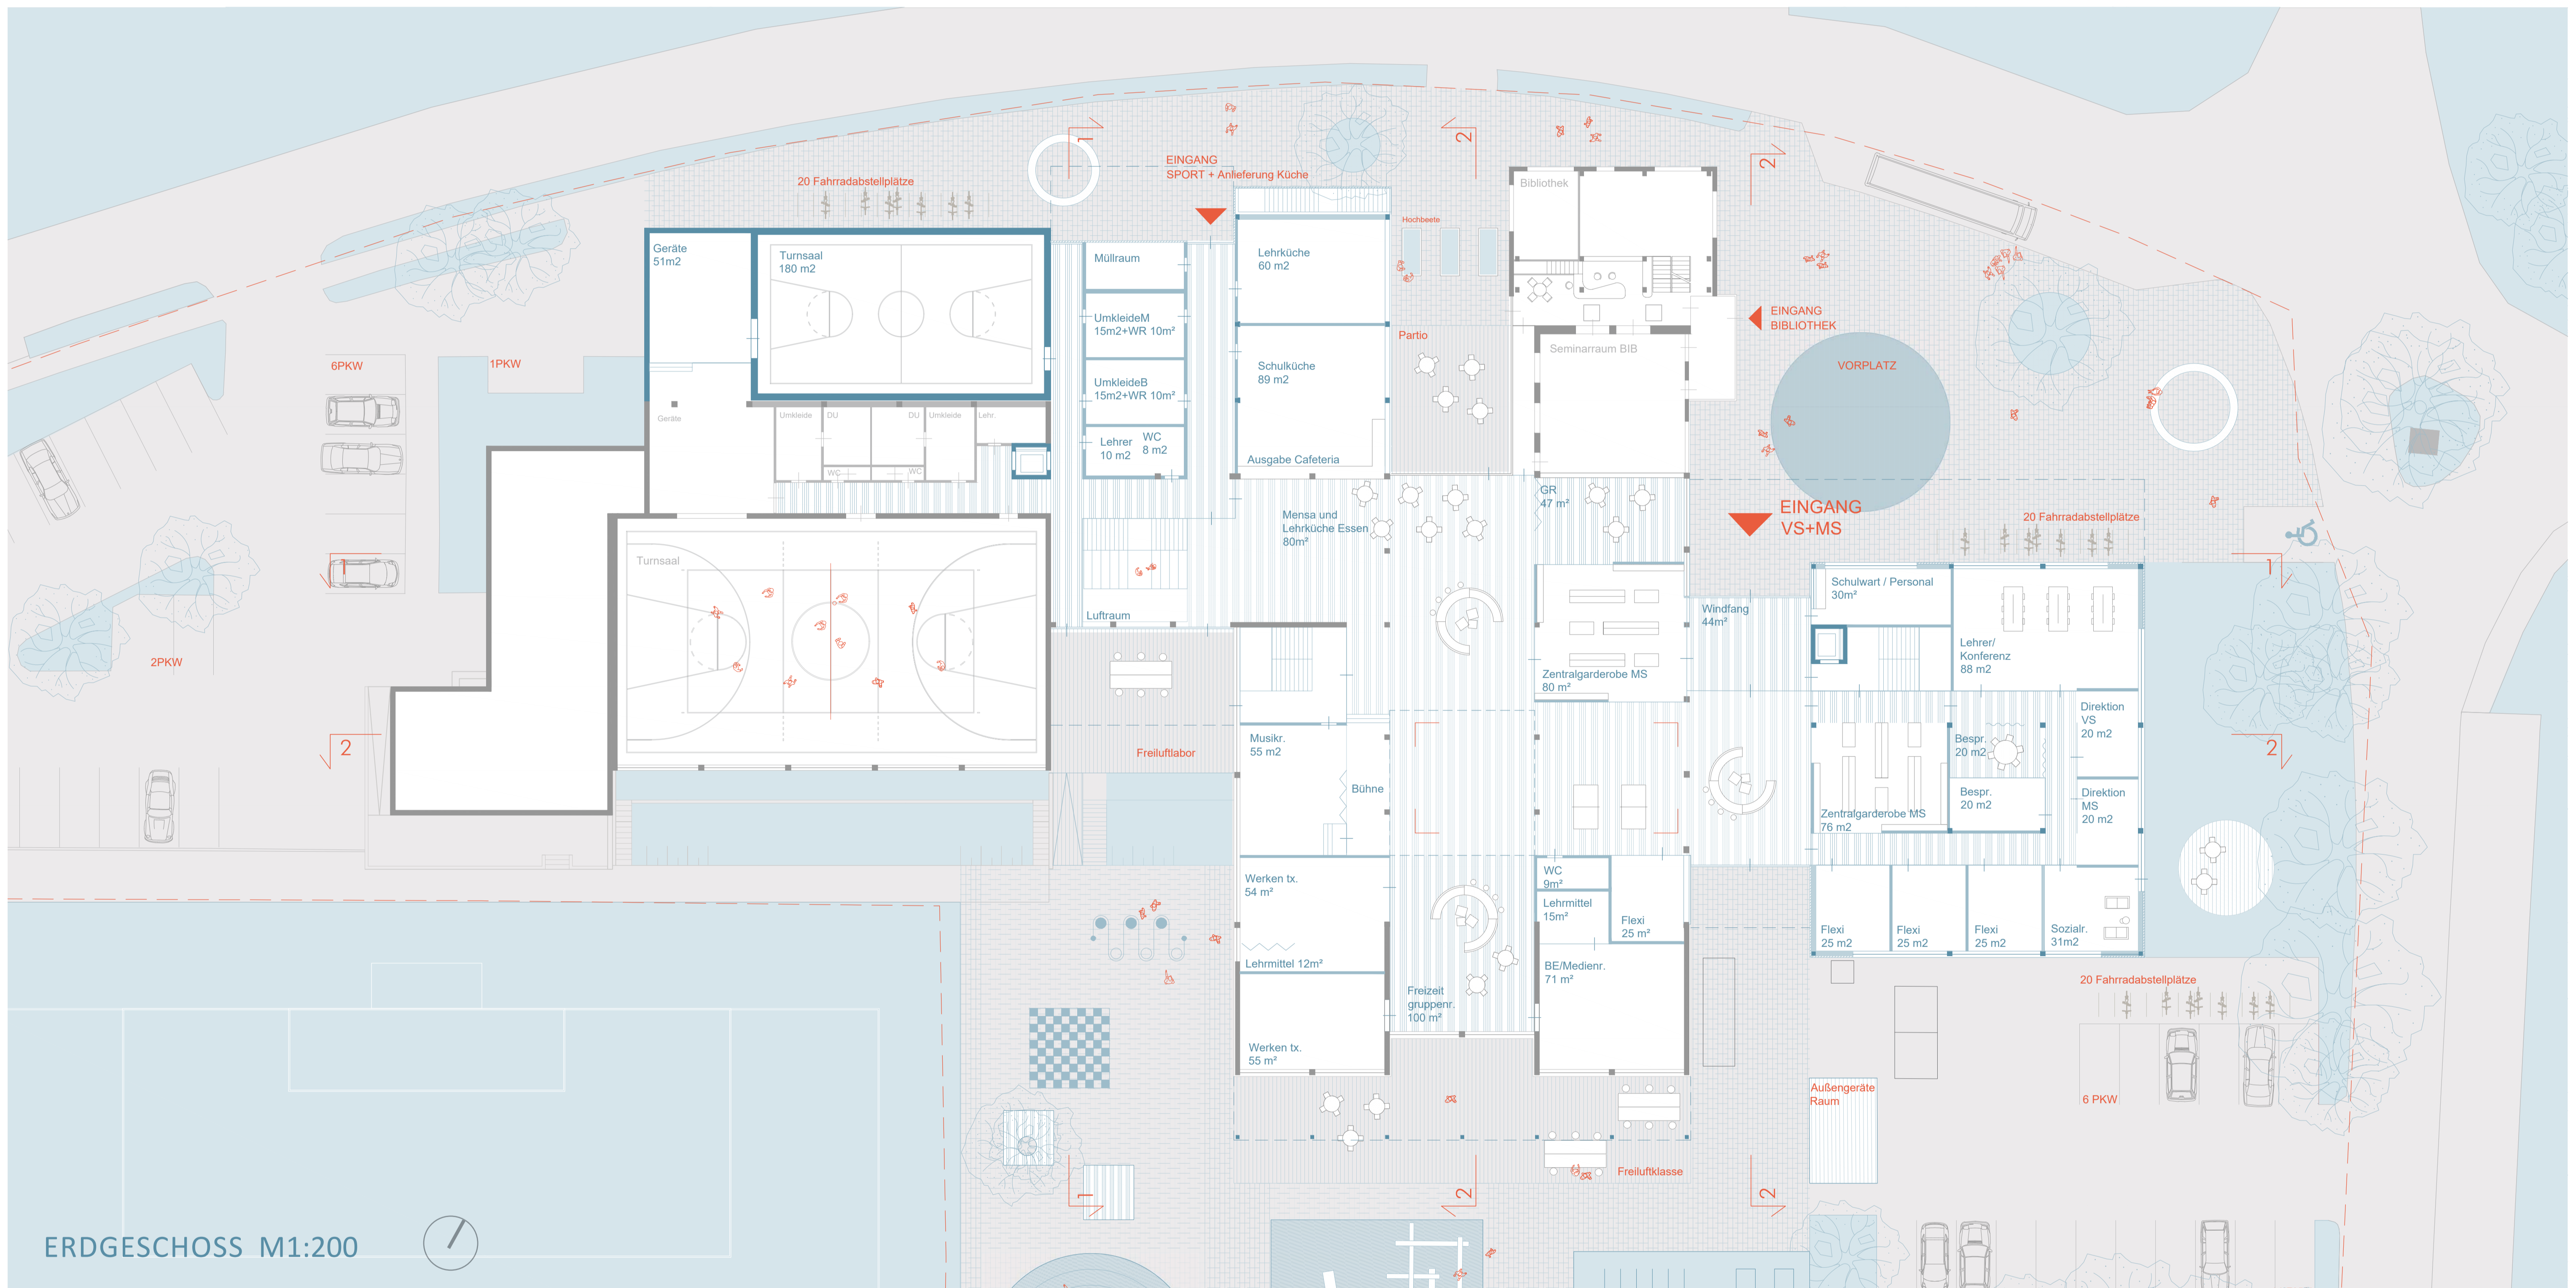 EINGANG
SPORT + Anlieferung Küche
20 Fahrradabstellplätze
1
2
2
Bibliothek
Hochbeete
Geräte
51m2
Turnsaal
180 m2
Müllraum
UmkleideM
15m2+WR 10m²
UmkleideB
15m2+WR 10m²
Lehrer
10 m2
WC
8 m2
Lehrküche
60 m2
Schulküche
89 m2
Ausgabe Cafeteria
Partio
Seminarraum BIB
EINGANG
BIBLIOTHEK
VORPLATZ
6PKW
1PKW
Geräte
Umkleide
DU
DU
Umkleide
Lehr.
WC
WC
Mensa und
Lehrküche Essen
80m²
GR
47 m²
EINGANG
VS+MS
20 Fahrradabstellplätze
1
1
Turnsaal
Luftraum
Windfang
44m²
Schulwart / Personal
30m²
Lehrer/
Konferenz
88 m2
Zentralgarderobe MS
80 m²
2PKW
2
2
Freiluftlabor
Musikr.
55 m2
Bühne
Bespr.
20 m2
Direktion
VS
20 m2
Bespr.
20 m2
Direktion
MS
20 m2
Zentralgarderobe MS
76 m2
Werken tx.
54 m²
Lehrmittel 12m²
WC
9m²
Lehrmittel
15m²
Flexi
25 m²
Flexi
25 m2
Flexi
25 m2
Flexi
25 m2
Sozialr.
31m2
BE/Medienr.
71 m²
Freizeit
gruppenr.
100 m²
Werken tx.
55 m²
20 Fahrradabstellplätze
Außengeräte
Raum
6 PKW
Freiluftklasse
1
2
2
ERDGESCHOSS M1:200